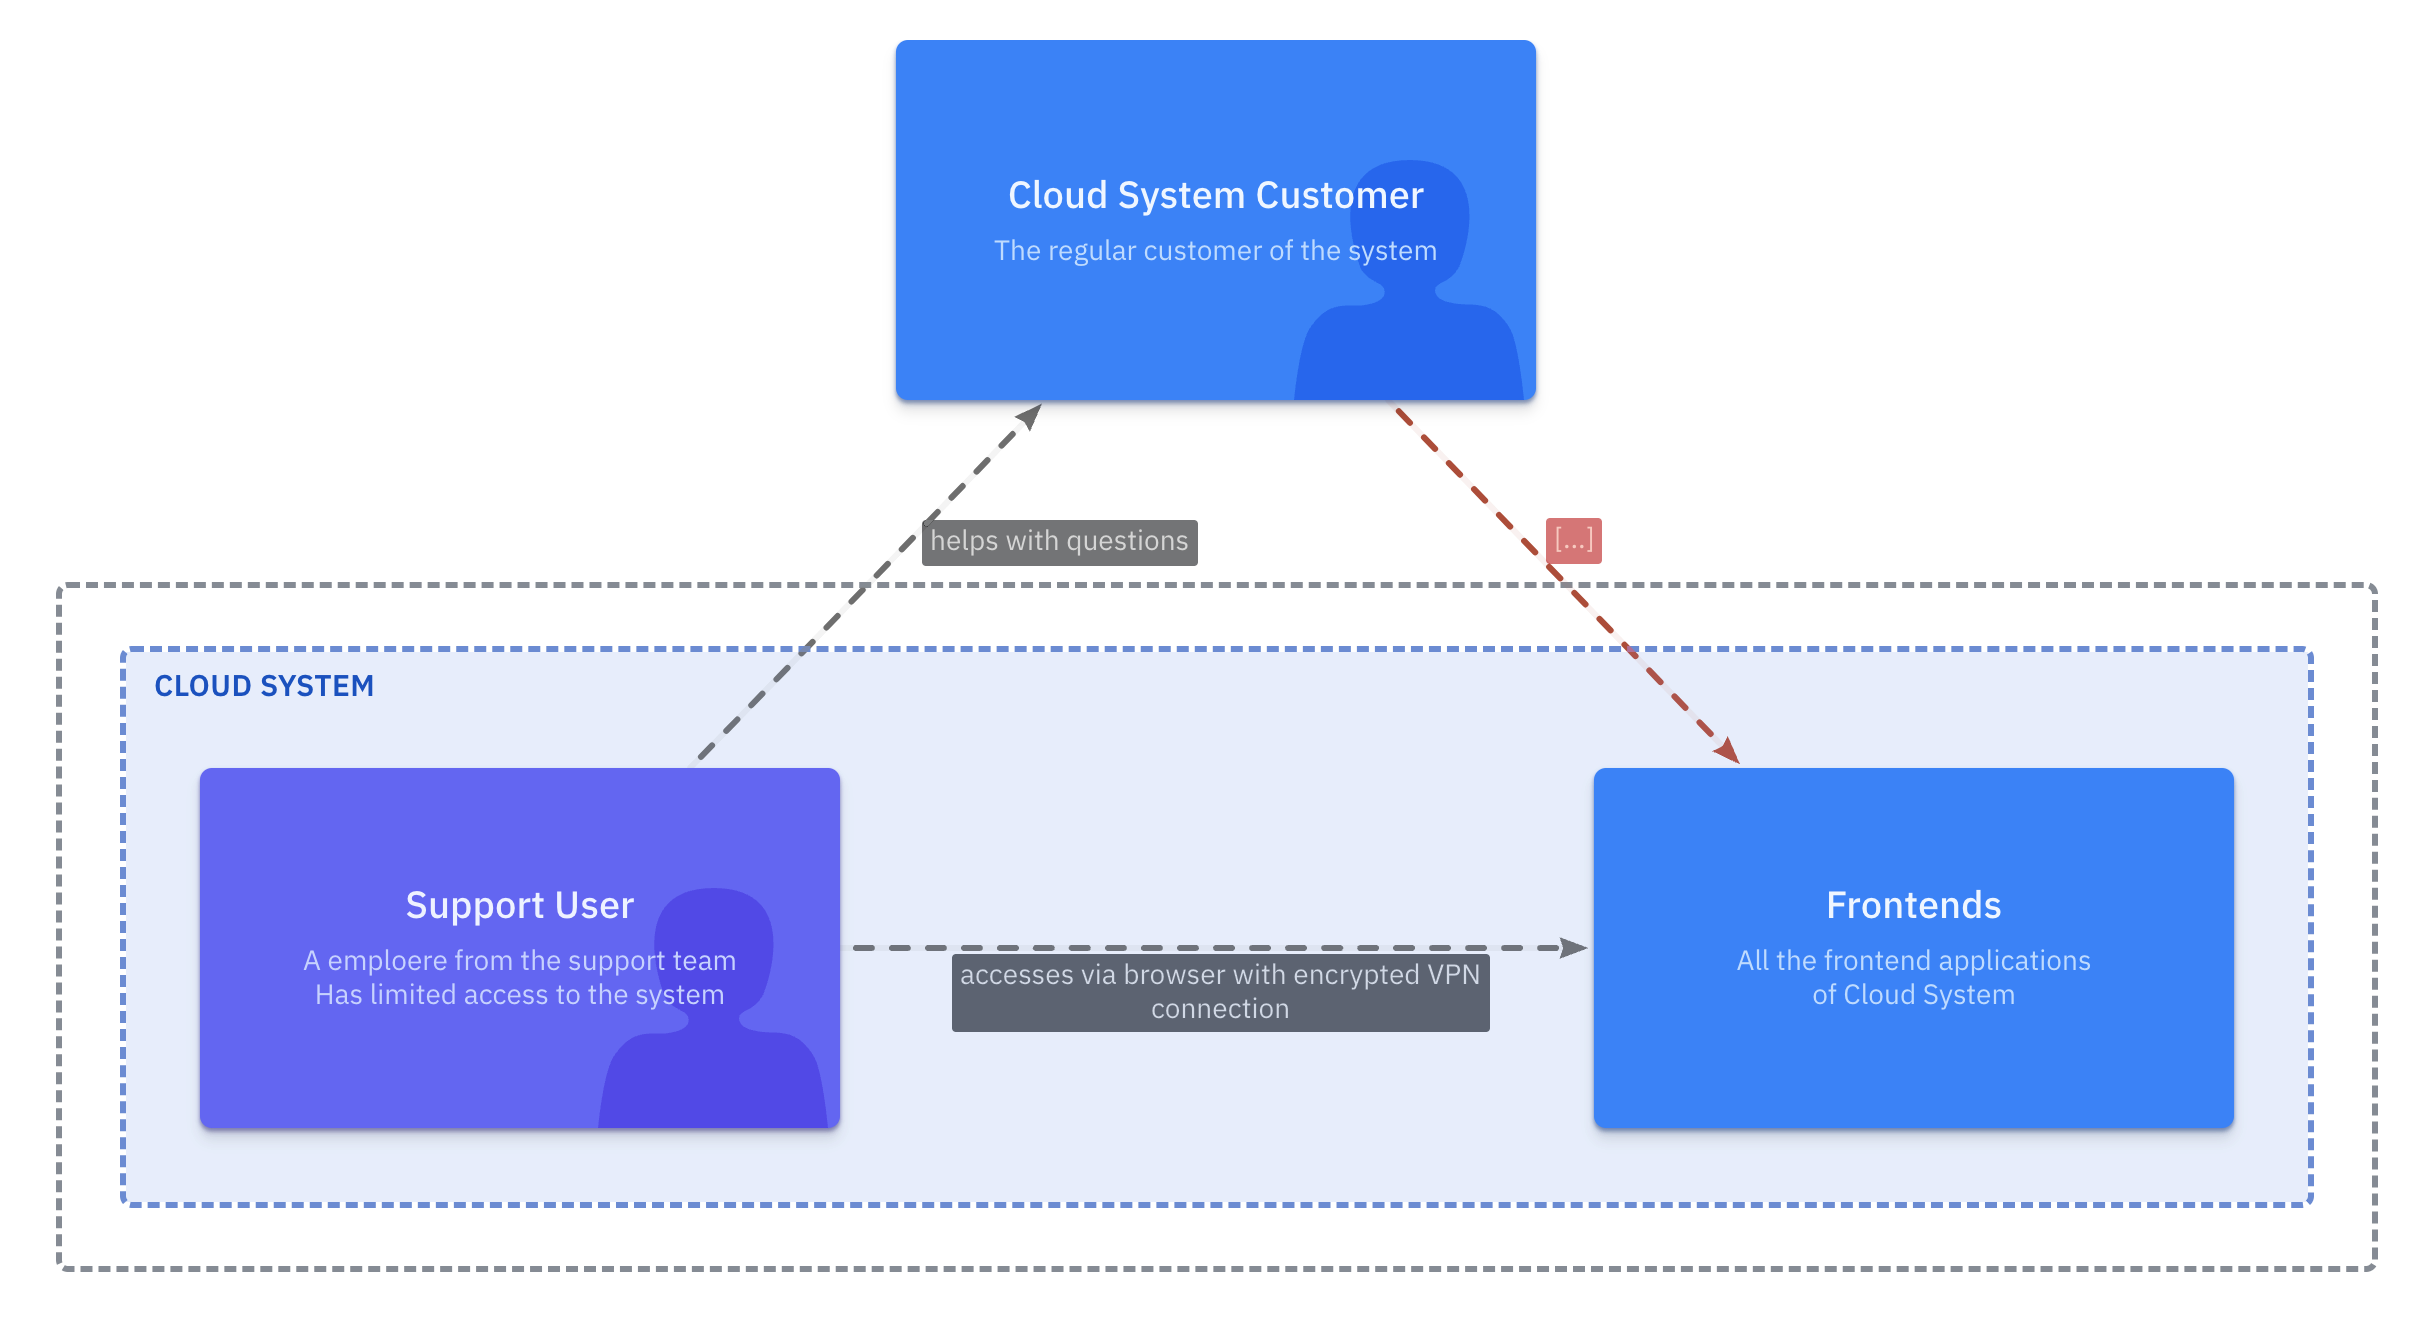 Cloud System Customer
The regular customer of the system
helps with questions
[...]
CLOUD SYSTEM
Support User
A emploere from the support team
Has limited access to the system
accesses via browser with encrypted VPN
connection
Frontends
All the frontend applications
of Cloud System